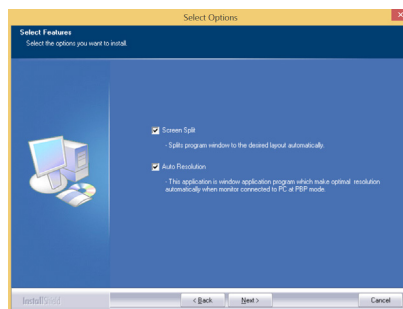 Select Options
Select Features
Select the options you want to install.
Screen Split
- Splits program window to the desired layout automatically.
Auto Resolution
- This application is window application program which make optimal resolution
automatically when monitor connected to PC at PBP mode.
InstallShield
< Back
Next >
Cancel